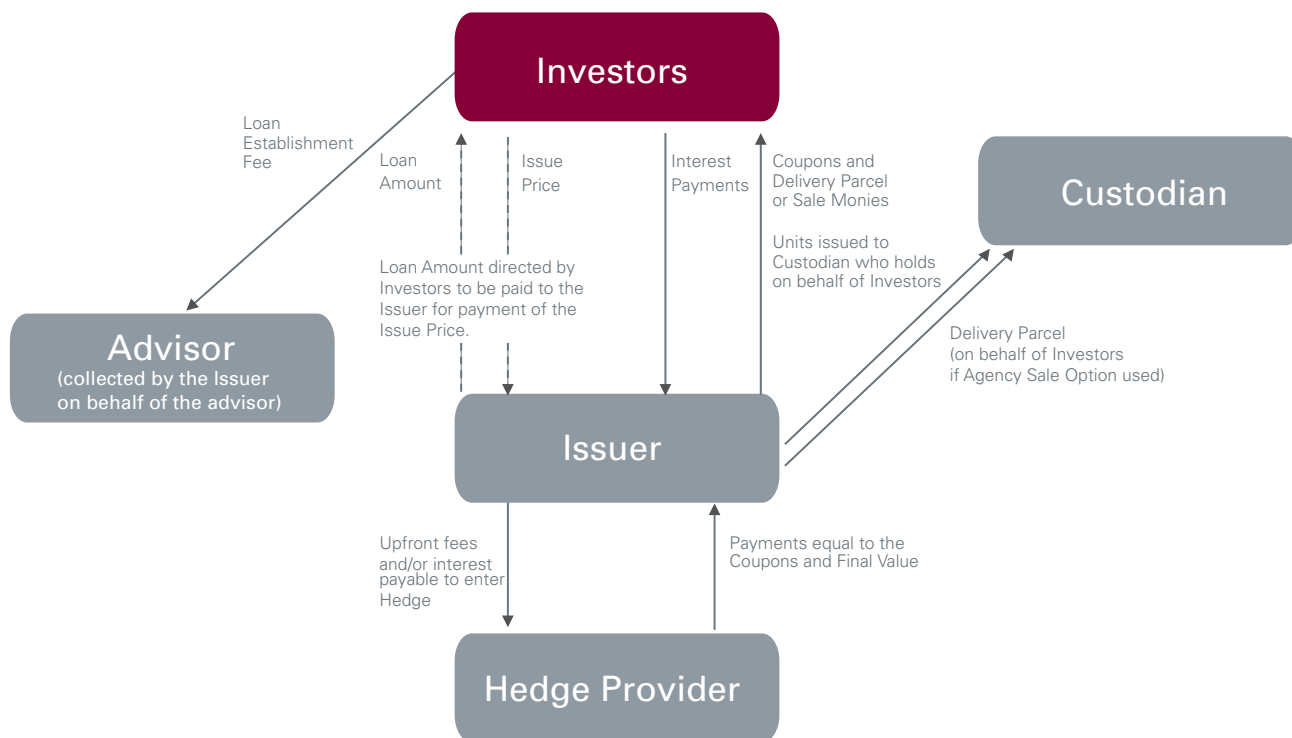 Investors
Loan
Establishment
Fee
Loan
Amount
Issue
Price
Interest
Payments
Coupons and
Delivery Parcel
or Sale Monies
Custodian
Units issued to
Custodian who holds
on behalf of Investors
Loan Amount directed by
Investors to be paid to the
Issuer for payment of the
Issue Price.
Advisor
(collected by the Issuer
on behalf of the advisor)
Delivery Parcel
(on behalf of Investors
if Agency Sale Option used)
Issuer
Upfront fees
and/or interest
payable to enter
Hedge
Payments equal to the
Coupons and Final Value
Hedge Provider